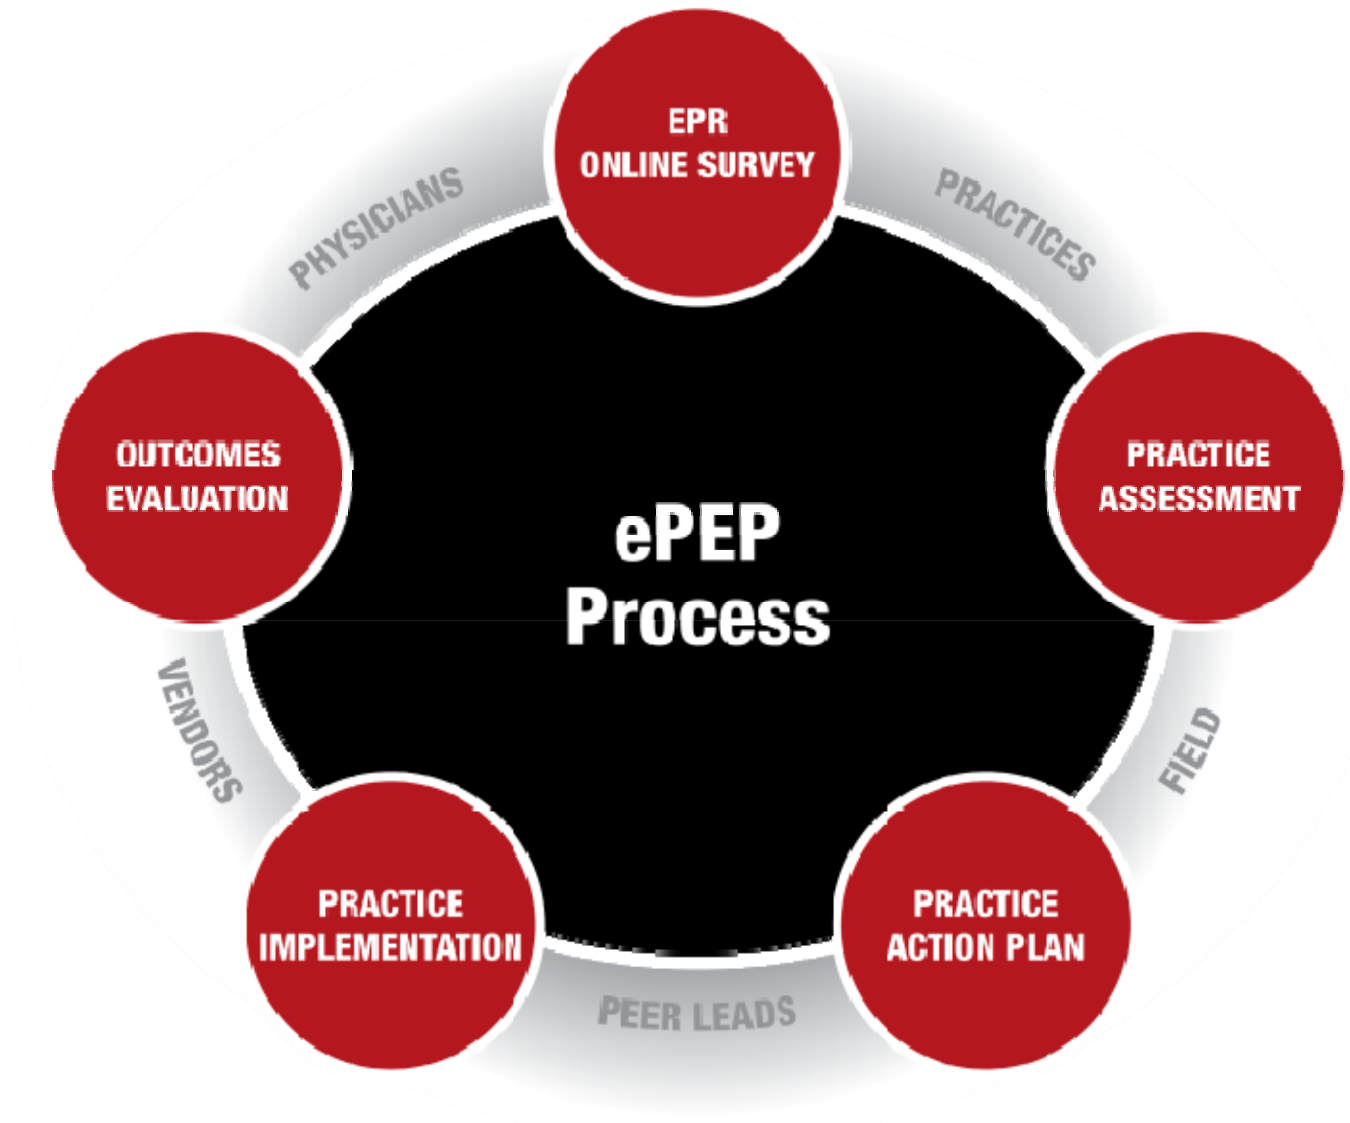 EPR
ONLINE SURVEY
PHYSICIANS
PRACTICES
OUTCOMES
EVALUATION
PRACTICE
ASSESSMENT
ePEP
Process
VENDORS
FIELD
PRACTICE
IMPLEMENTATION
PRACTICE
ACTION PLAN
PEER LEADS